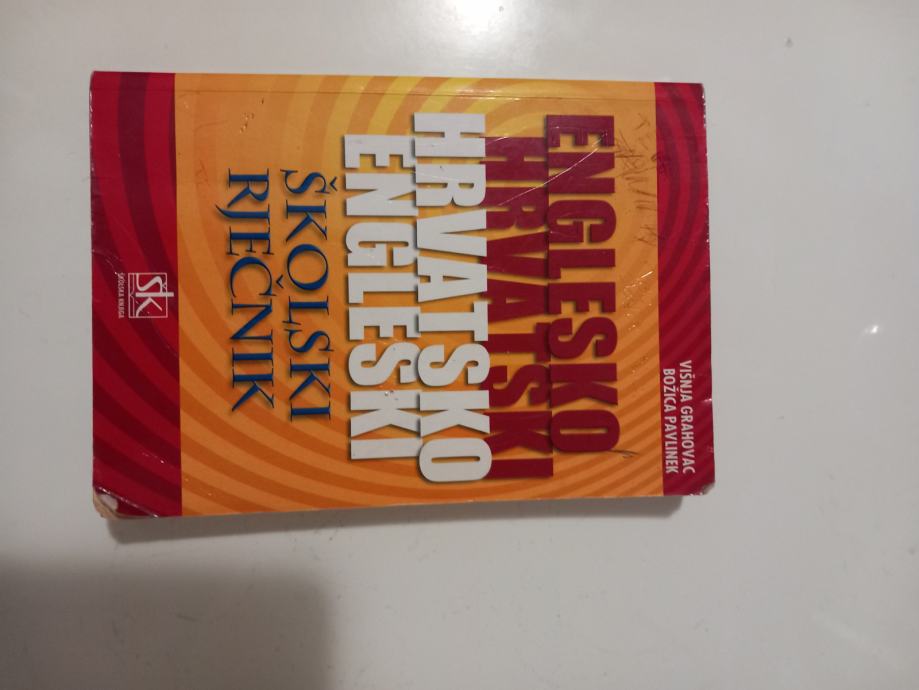 VIŠNJA GRAHOVAC
BOŽICA PAVLINEK
ENGLESKO
HRVATSKI
HRVATSKO
ENGLESKI
ŠKOLSKI
RJEČNIK
ŠK
ŠKOLSKA KNJIGA